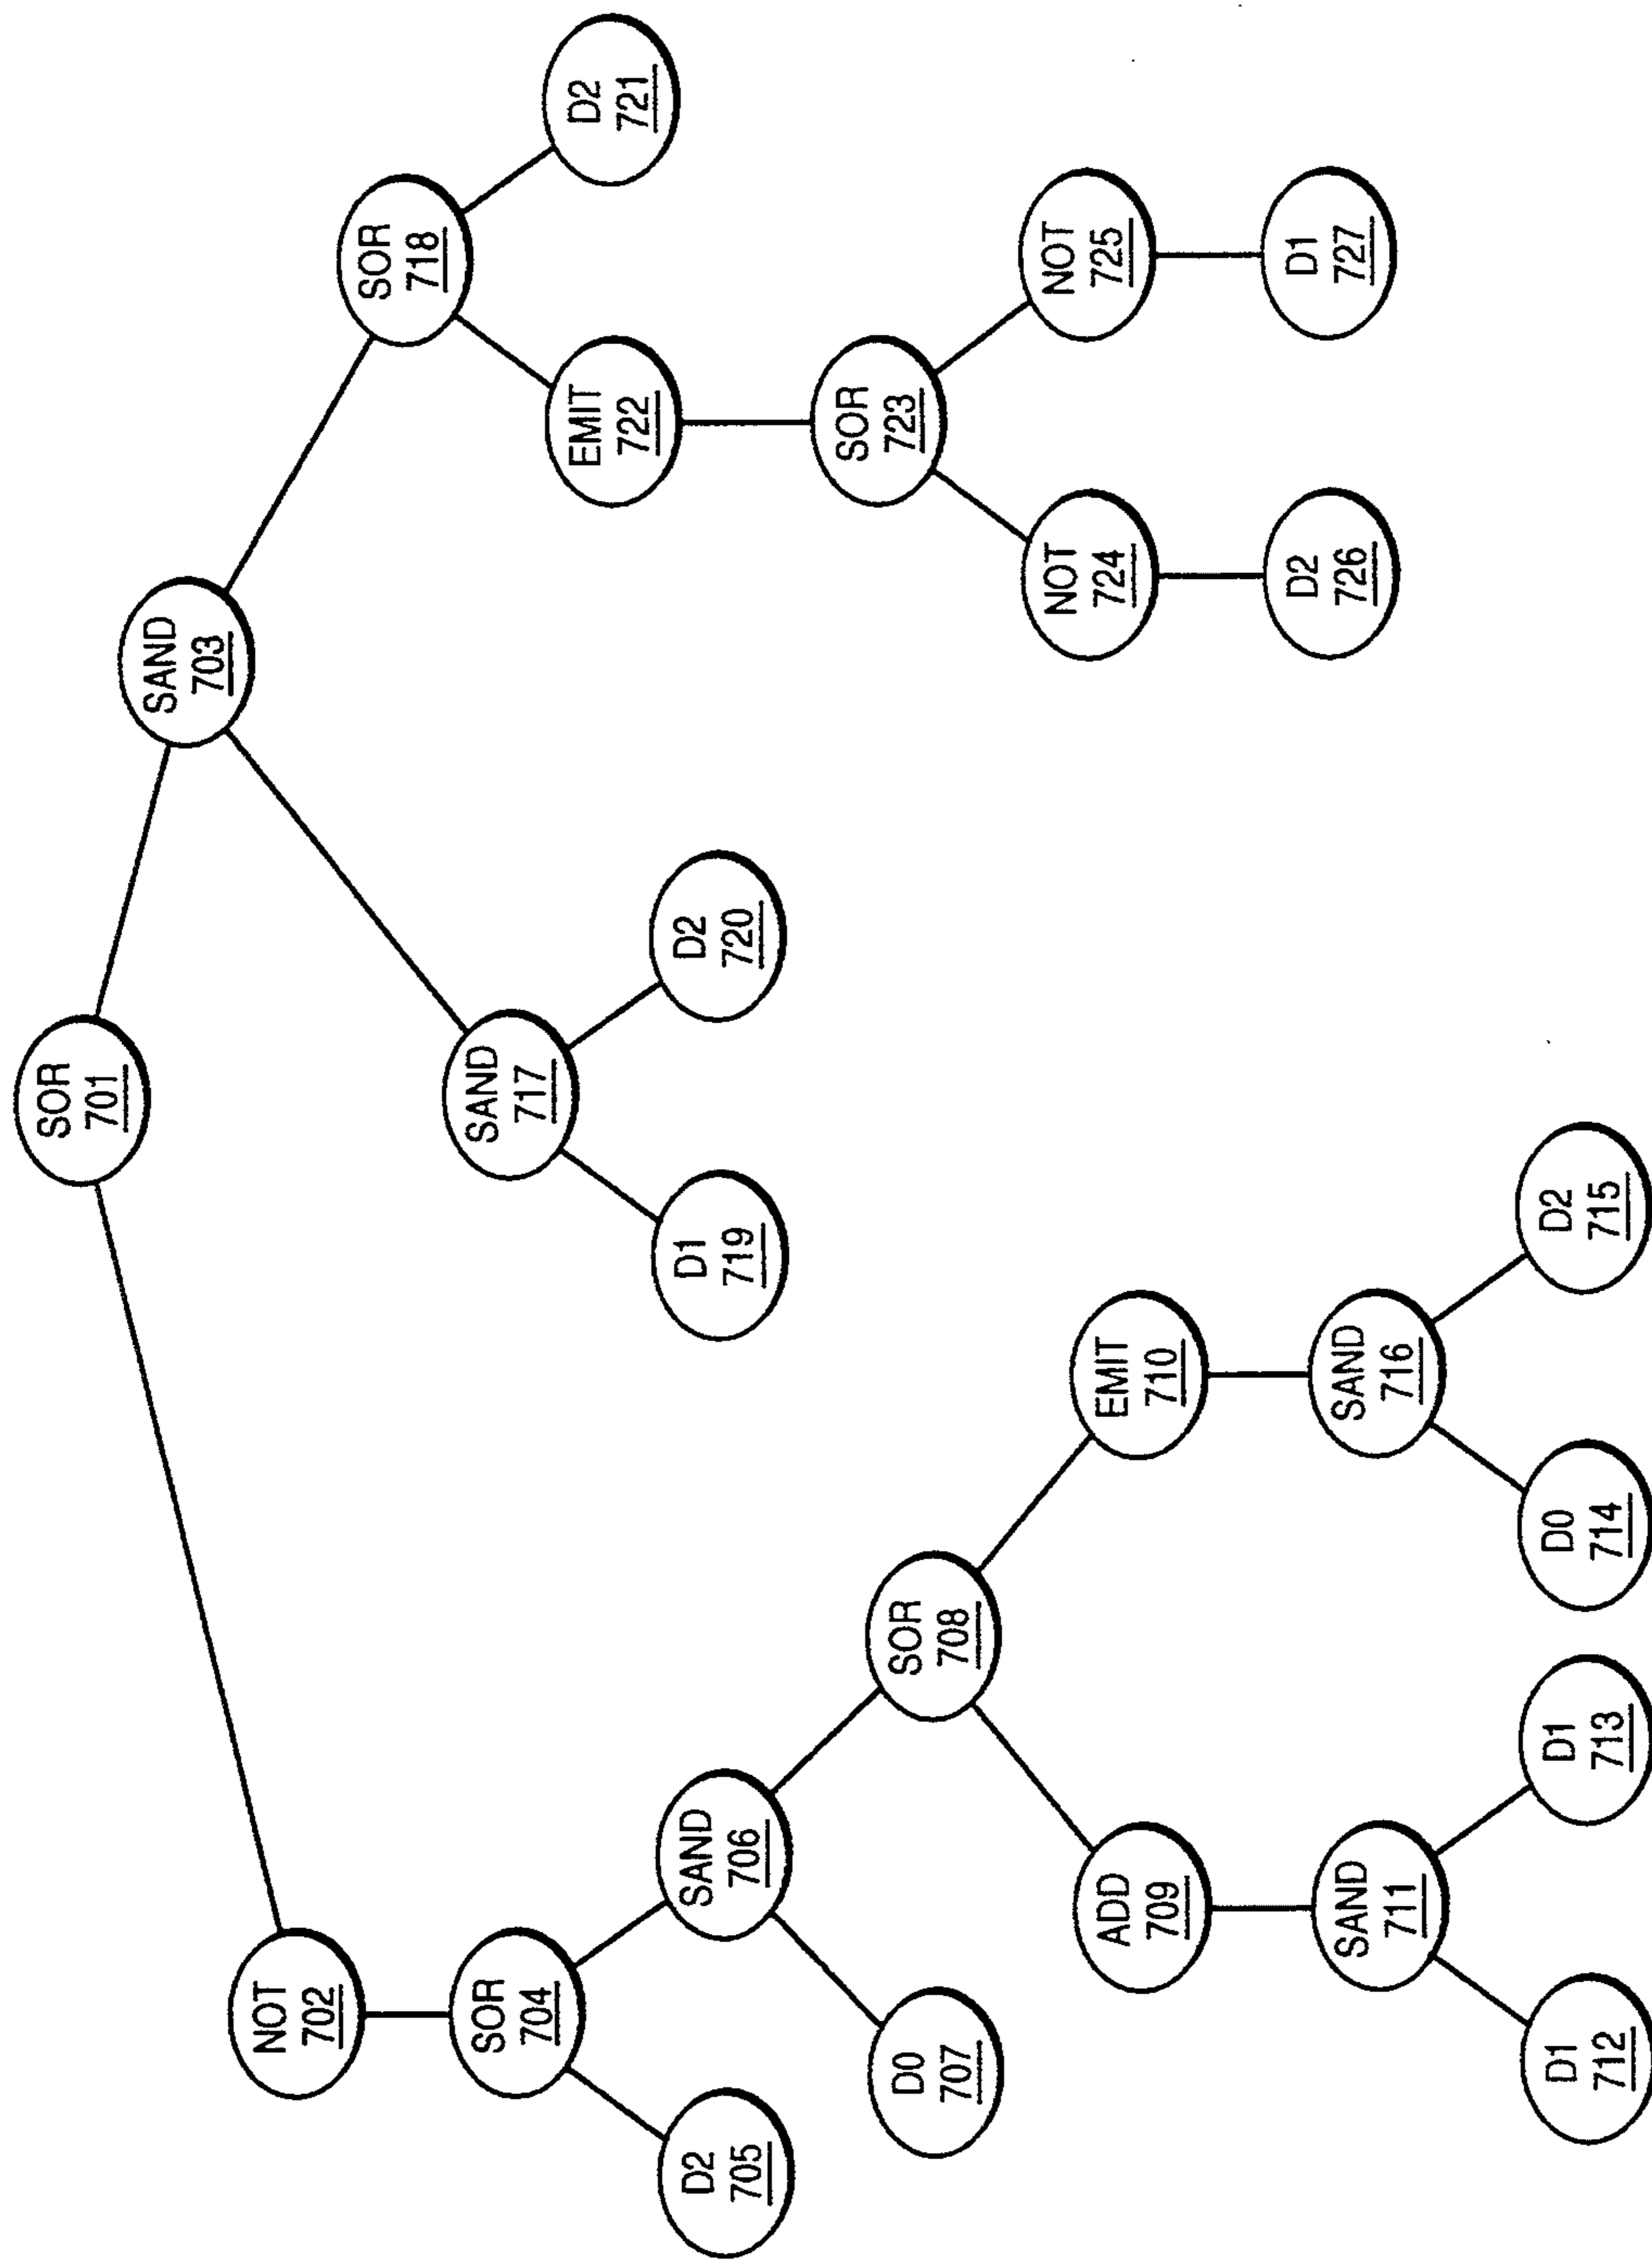 SOR
701
NOT
702
SAND
703
SOR
704
SAND
717
SOR
718
D2
705
SAND
706
D1
719
D2
720
EMIT
722
D2
721
D0
707
SOR
708
SOR
723
ADD
709
EMIT
710
NOT
724
NOT
725
SAND
711
SAND
716
D2
726
D1
727
D1
712
D1
713
D0
714
D2
715